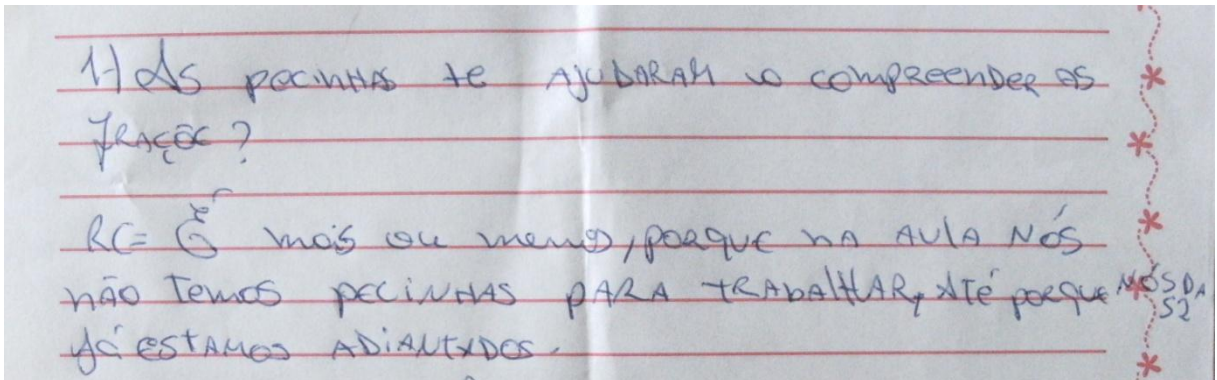 1-) As pecinhas te AJUDARAM a compreender as
frações?
R(= É mais ou menos, porque na AULA NÓS
não Temos pecinhas PARA TRABALHAR, Até porque NÓS DA
52
Já ESTAMOS ADIANTADOS.